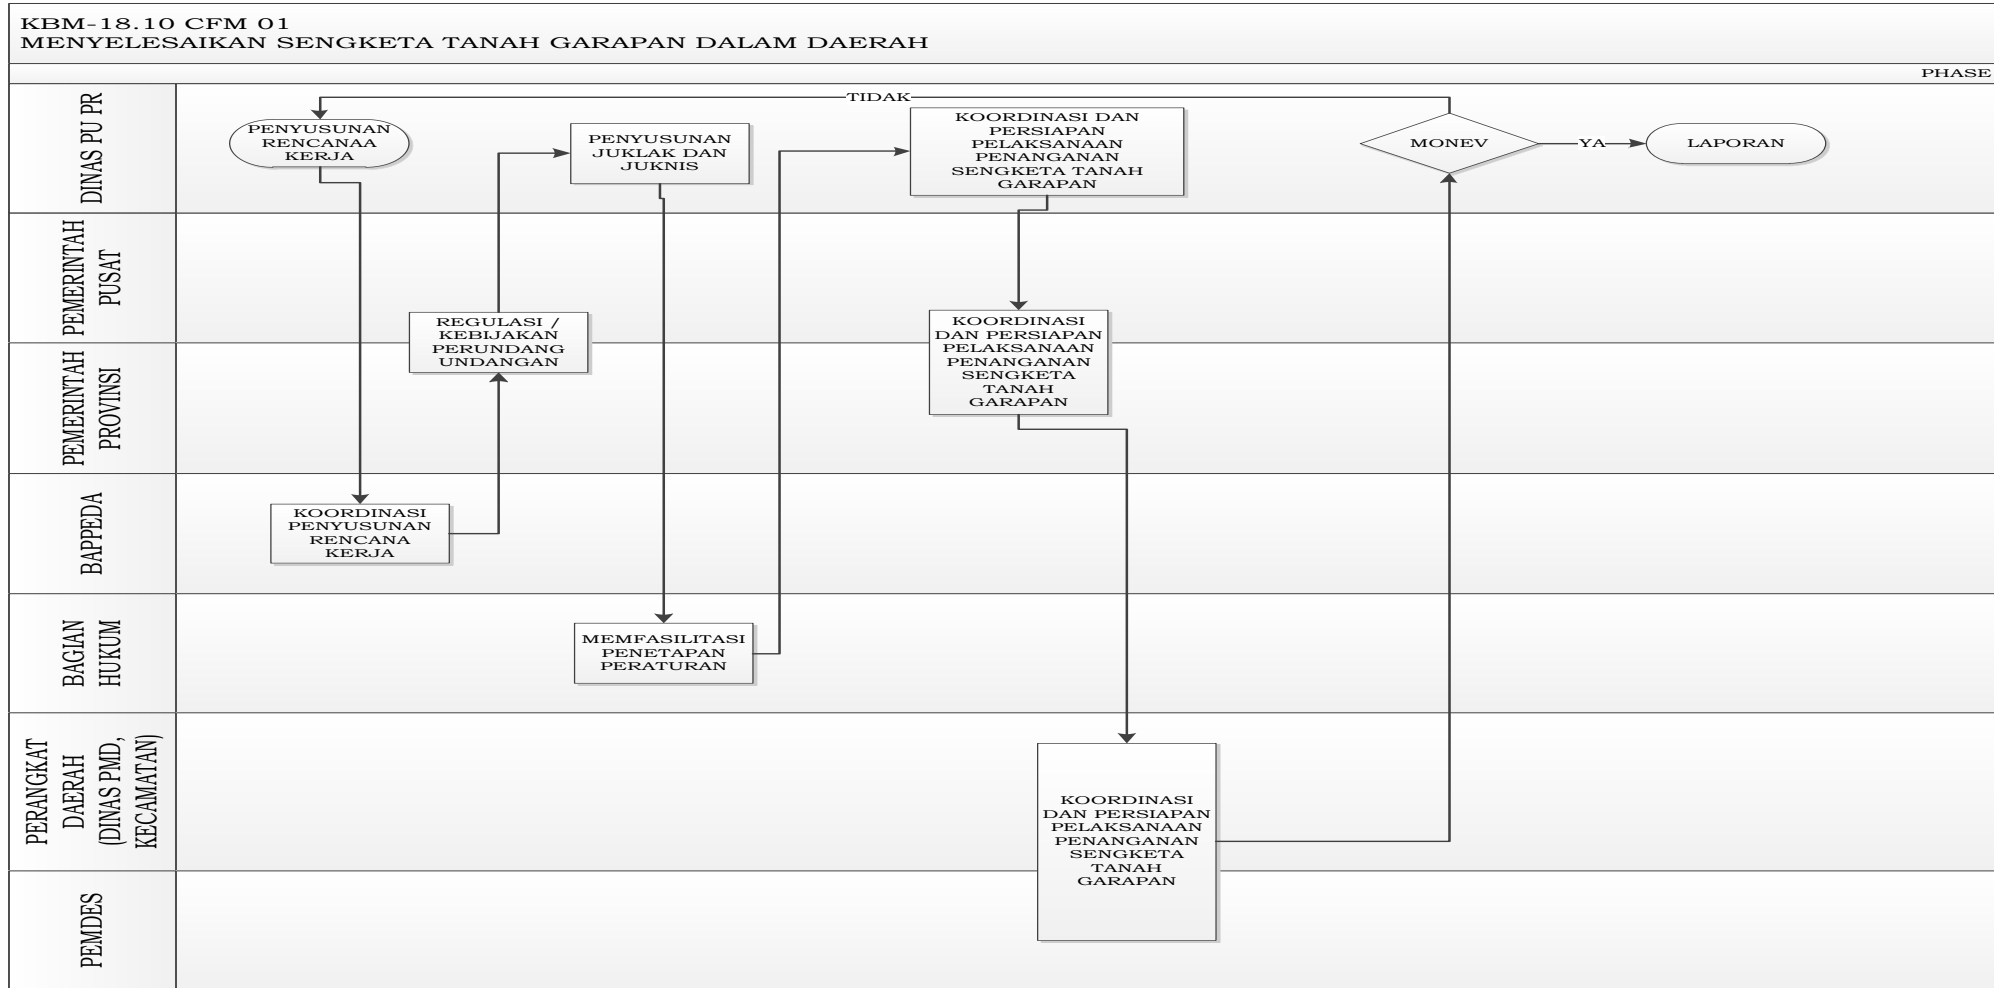 KBM-18.10 CFM 01
MENYELESAIKAN SENGKETA TANAH GARAPAN DALAM DAERAH
PHASE
DINAS PU PR
PENYUSUNAN
RENCANAA
KERJA
TIDAK
PENYUSUNAN
JUKLAK DAN
JUKNIS
KOORDINASI DAN
PERSIAPAN
PELAKSANAAN
PENANGANAN
SENGKETA TANAH
GARAPAN
MONEV
YA
LAPORAN
PEMERINTAH
PUSAT
REGULASI /
KEBIJAKAN
PERUNDANG
UNDANGAN
KOORDINASI
DAN PERSIAPAN
PELAKSANAAN
PENANGANAN
SENGKETA
TANAH
GARAPAN
PEMERINTAH
PROVINSI
BAPPEDA
KOORDINASI
PENYUSUNAN
RENCANA
KERJA
BAGIAN
HUKUM
MEMFASILITASI
PENETAPAN
PERATURAN
PERANGKAT
DAERAH
(DINAS PMD,
KECAMATAN)
KOORDINASI
DAN PERSIAPAN
PELAKSANAAN
PENANGANAN
SENGKETA
TANAH
GARAPAN
PEMDES